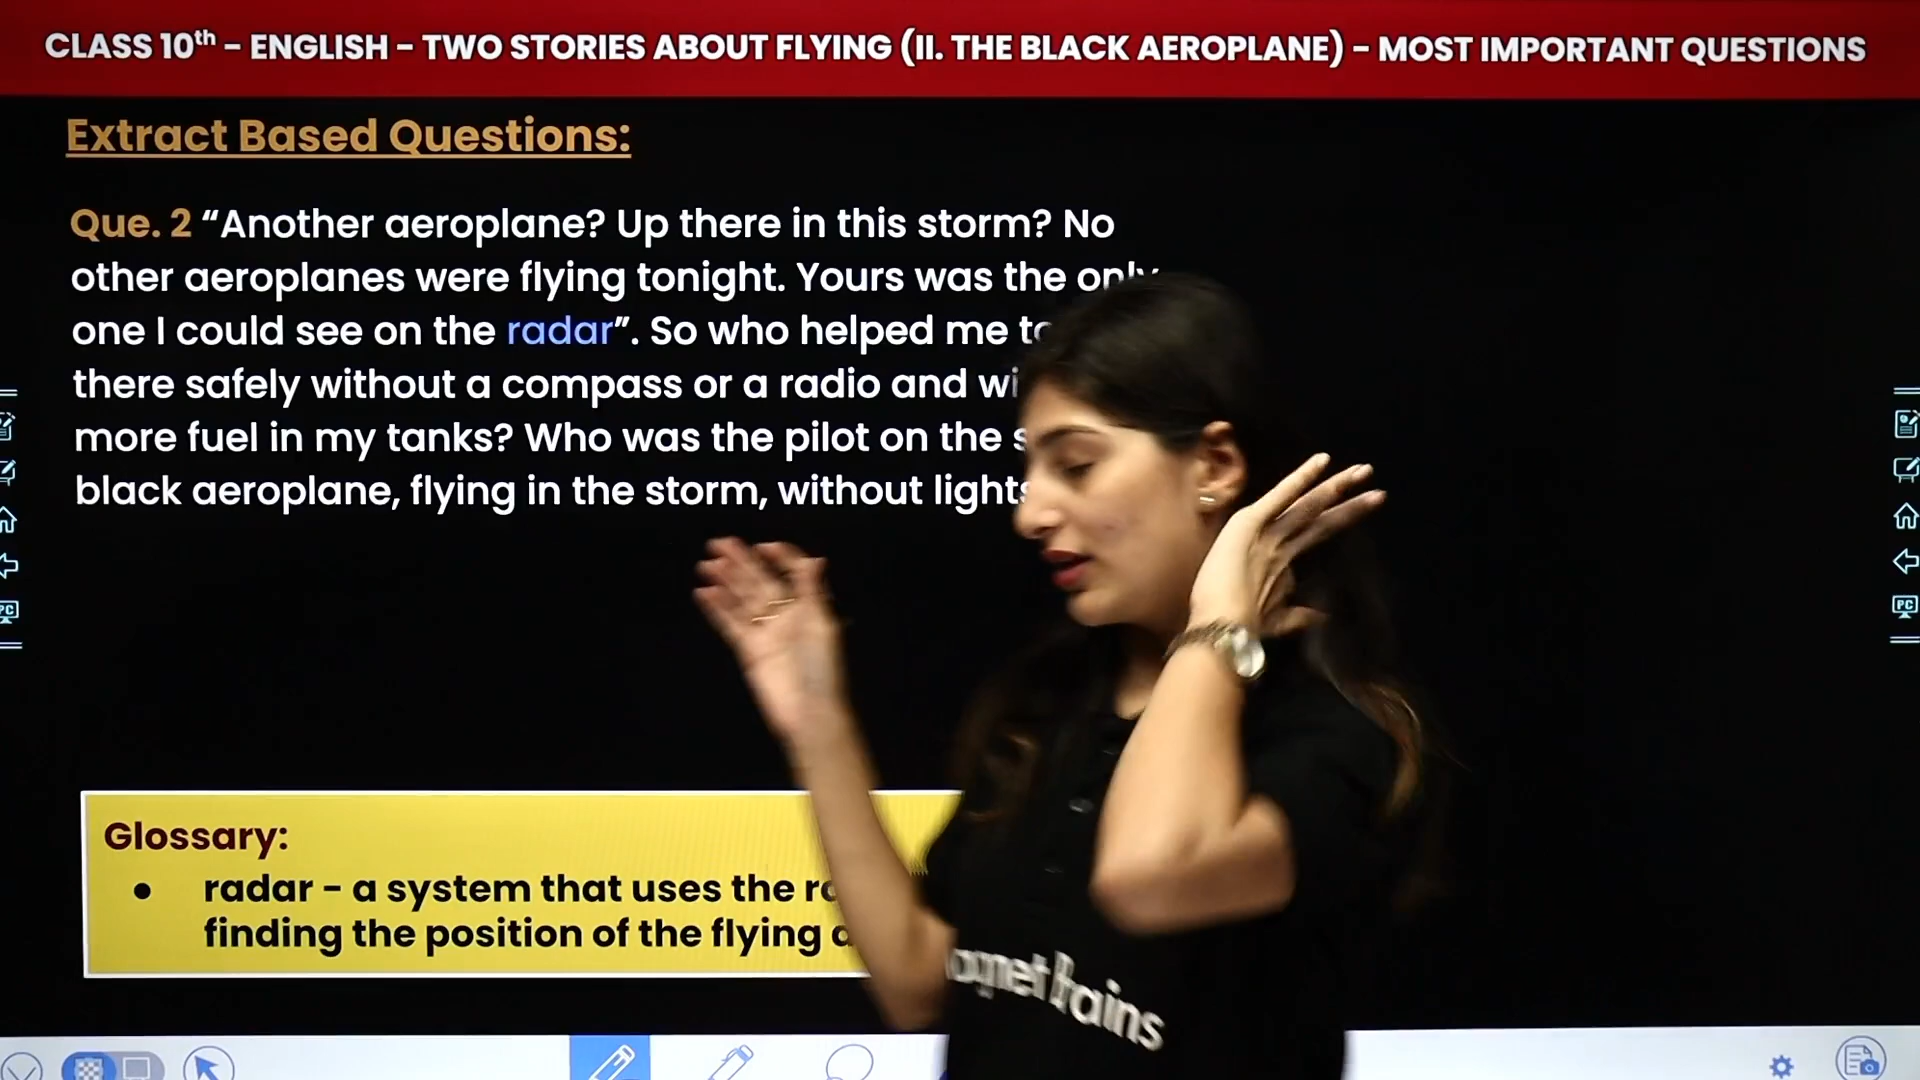 CLASS 10th - ENGLISH - TWO STORIES ABOUT FLYING (II. THE BLACK AEROPLANE) - MOST IMPORTANT QUESTIONS
Extract Based Questions:
Que. 2 “Another aeroplane? Up there in this storm? No
other aeroplanes were flying tonight. Yours was the only
one I could see on the radar”. So who helped me
there safely without a compass or a radio and
more fuel in my tanks? Who was the pilot on the
black aeroplane, flying in the storm, without lights
Glossary:
● radar - a system that uses the
finding the position of the flying
PC
PC